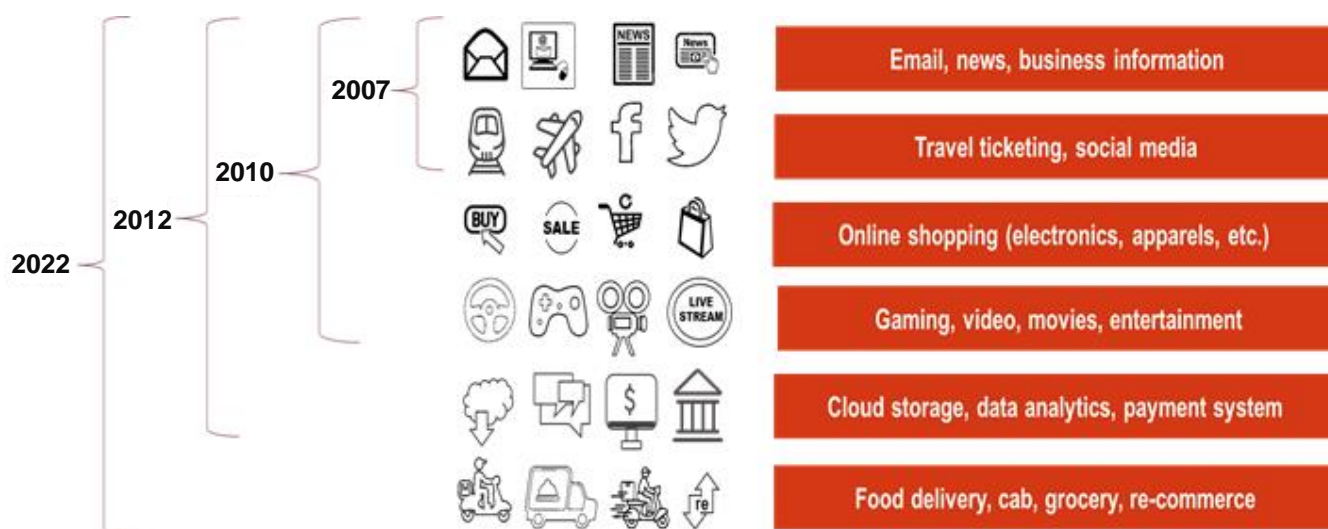 NEWS
News
Email, news, business information
2007
Travel ticketing, social media
2010
2012
BUY
SALE
Online shopping (electronics, apparels, etc.)
2022
LIVE
STREAM
Gaming, video, movies, entertainment
$
Cloud storage, data analytics, payment system
re
Food delivery, cab, grocery, re-commerce